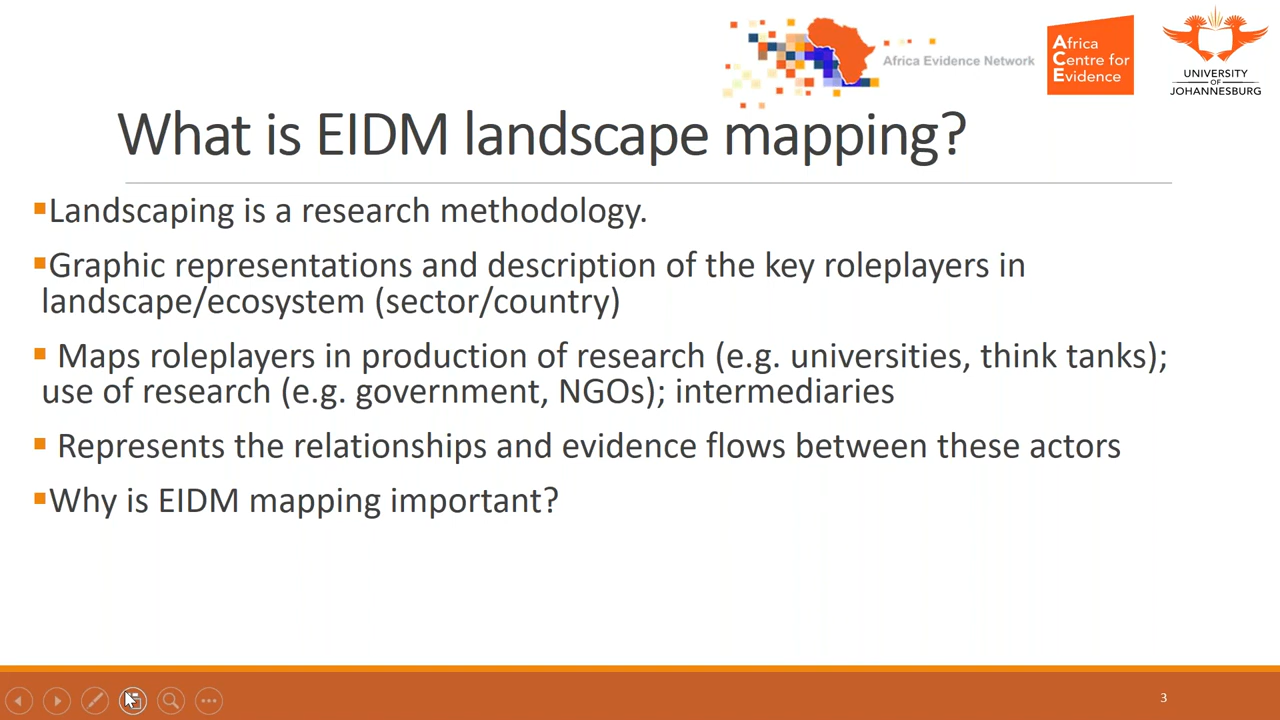 Africa Evidence Network
Africa
Centre for
Evidence
UNIVERSITY
OF
JOHANNESBURG
What is EIDM landscape mapping?
▪Landscaping is a research methodology.
▪Graphic representations and description of the key roleplayers in
landscape/ecosystem (sector/country)
▪ Maps roleplayers in production of research (e.g. universities, think tanks);
use of research (e.g. government, NGOs); intermediaries
▪ Represents the relationships and evidence flows between these actors
▪Why is EIDM mapping important?
3